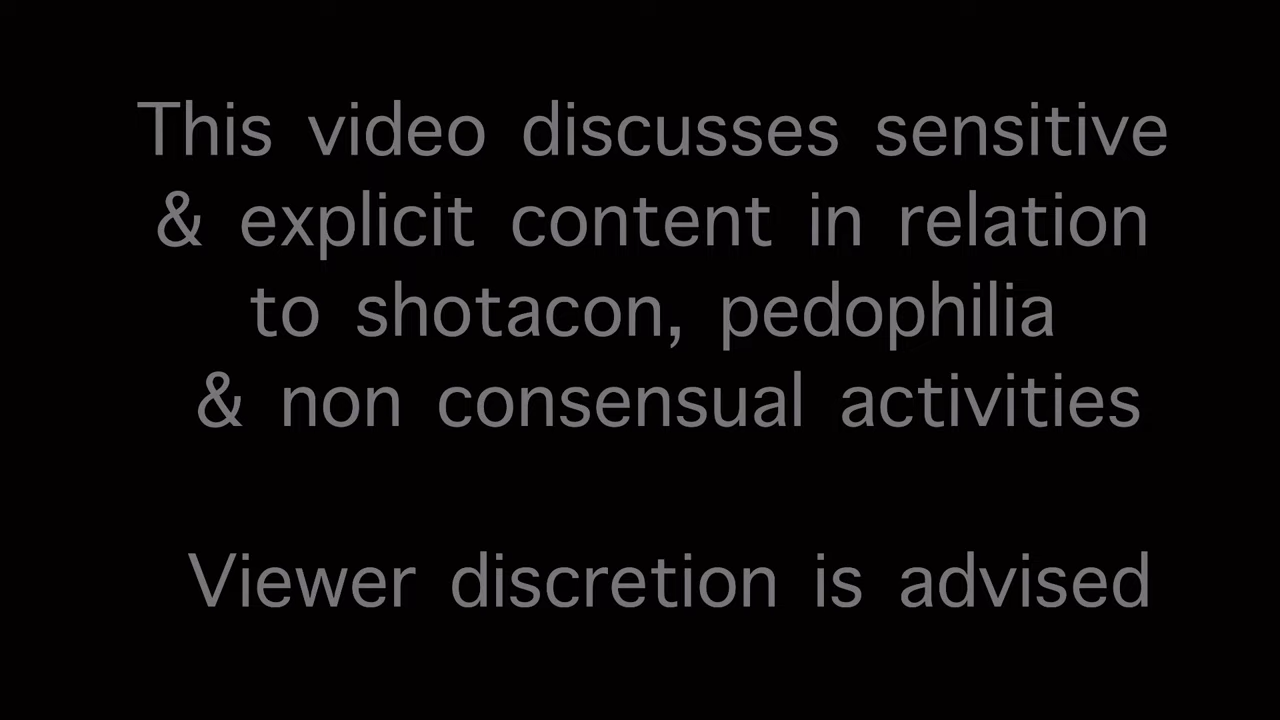 This video discusses sensitive
& explicit content in relation
to shotacon, pedophilia
& non consensual activities
Viewer discretion is advised